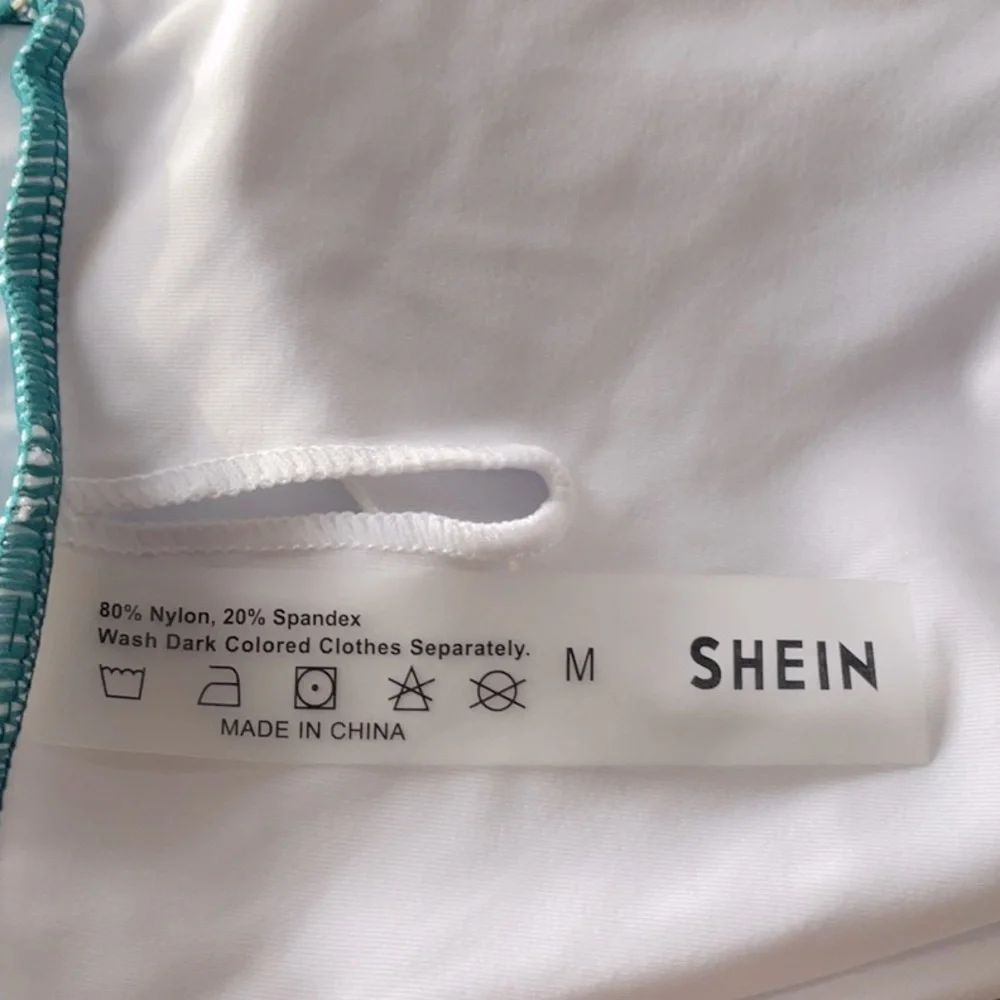 80% Nylon, 20% Spandex
Wash Dark Colored Clothes Separately.
M
SHEIN
MADE IN CHINA